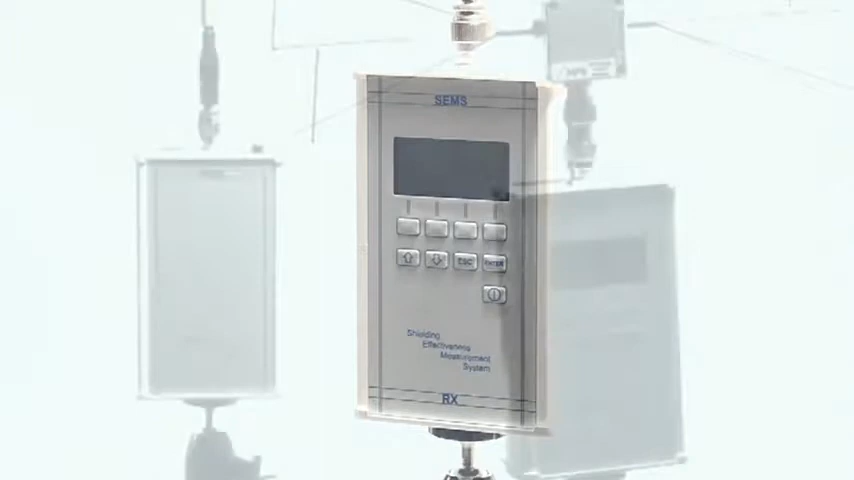 SEMS
ESC
ENTER
Shielding
Effectiveness
Measurement
System
RX